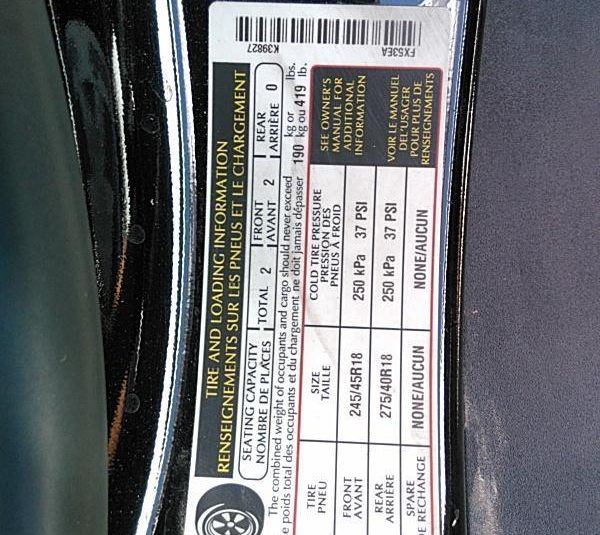 TIRE AND LOADING INFORMATION
RENSEIGNEMENTS SUR LES PNEUS ET LE CHARGEMENT
SEATING CAPACITY
NOMBRE DE PLACES
TOTAL 2
FRONT
AVANT 2
REAR
ARRIÈRE 0
The combined weight of occupants and cargo should never exceed
e poids total des occupants et du chargement ne doit jamais dépasser
190 kg or
kg ou 419 lbs.
lb.
TIRE
PNEU
SIZE
TAILLE
COLD TIRE PRESSURE
PRESSION DES
PNEUS À FROID
SEE OWNER'S
MANUAL FOR
ADDITIONAL
INFORMATION
FRONT
AVANT
245/45R18
250 kPa 37 PSI
REAR
ARRIÈRE
275/40R18
250 kPa 37 PSI
VOIR LE MANUEL
DE L'USAGER
POUR PLUS DE
RENSEIGNEMENTS
SPARE
DE RECHANGE
NONE/AUCUN
NONE/AUCUN
K39827
FX53EA